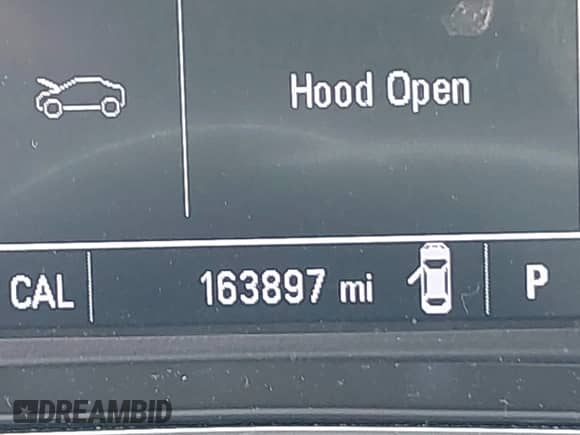 Hood Open
CAL
163897 mi
P
DREAMBID